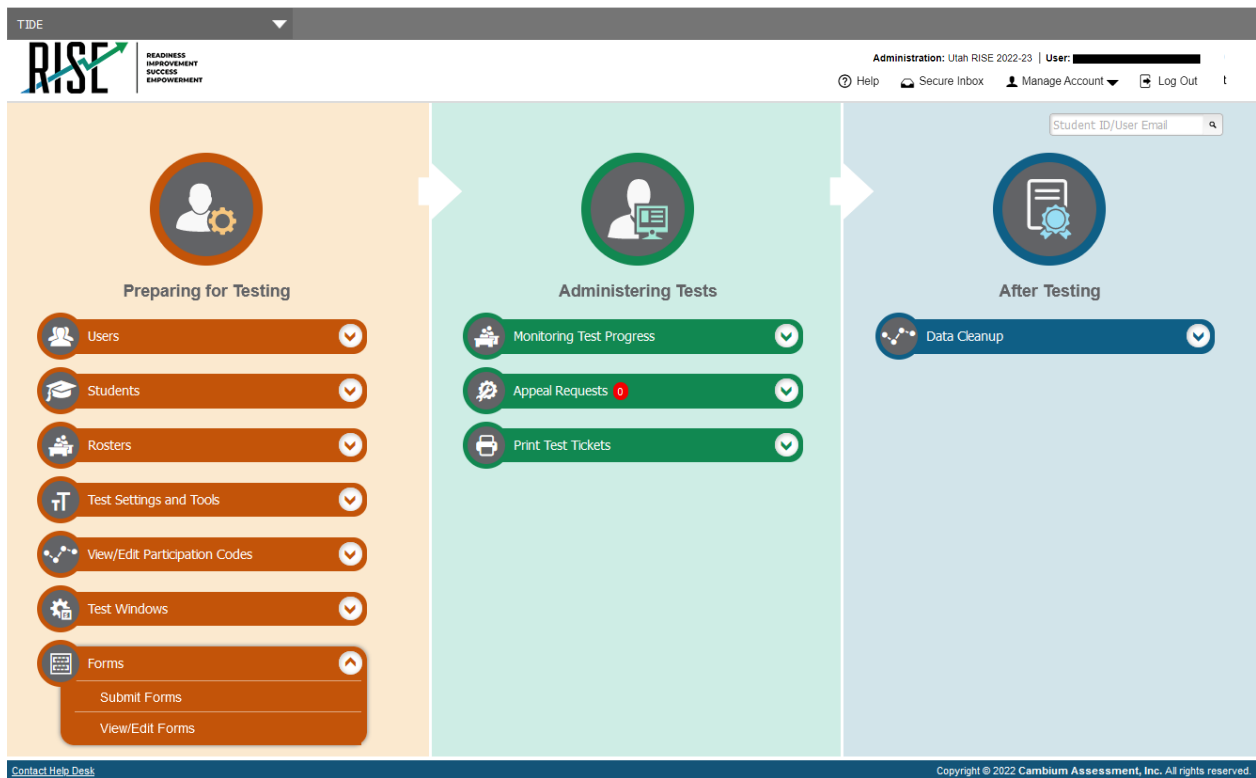 TIDE
RISE
READINESS
IMPROVEMENT
SUCCESS
EMPOWERMENT
Administration: Utah RISE 2022-23 | User:
Help Secure Inbox Manage Account Log Out t
Student ID/User Email
Preparing for Testing
Users
Students
Rosters
Test Settings and Tools
View/Edit Participation Codes
Test Windows
Forms
Submit Forms
View/Edit Forms
Administering Tests
Monitoring Test Progress
Appeal Requests 0
Print Test Tickets
After Testing
Data Cleanup
Contact Help Desk
Copyright © 2022 Cambium Assessment, Inc. All rights reserved.